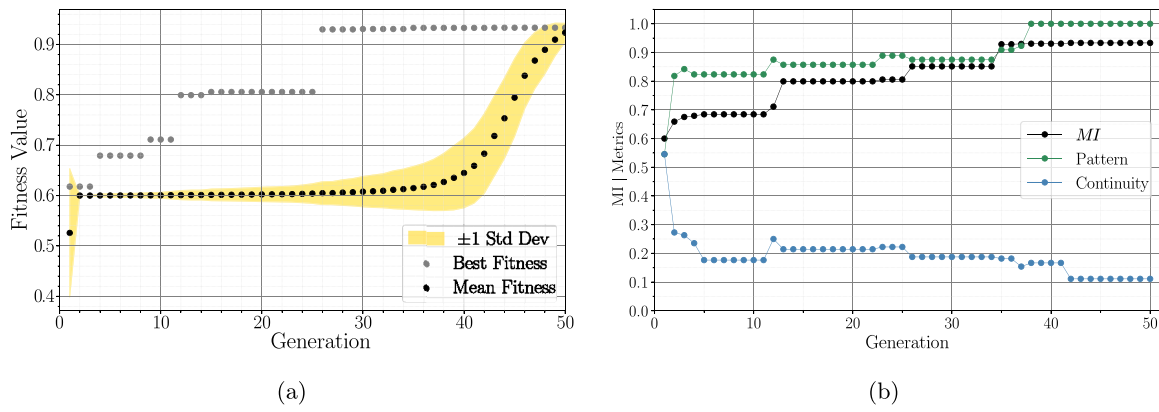 0.9
0.8
0.7
0.6
0.5
0.4
Fitness Value
0 10 20 30 40 50
Generation
±1 Std Dev
Best Fitness
Mean Fitness
(a)
1.0
0.9
0.8
0.7
0.6
0.5
0.4
0.3
0.2
0.1
0.0
MI | Metrics
0 10 20 30 40 50
Generation
MI
Pattern
Continuity
(b)